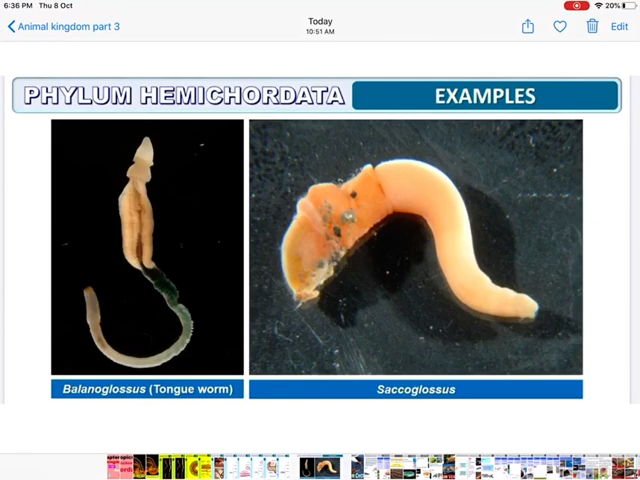 6:36 PM Thu 8 Oct
20%
Animal kingdom part 3
Today
10:51 AM
Edit
PHYLUM HEMICHORDATA
EXAMPLES
Balanoglossus (Tongue worm)
Saccoglossus